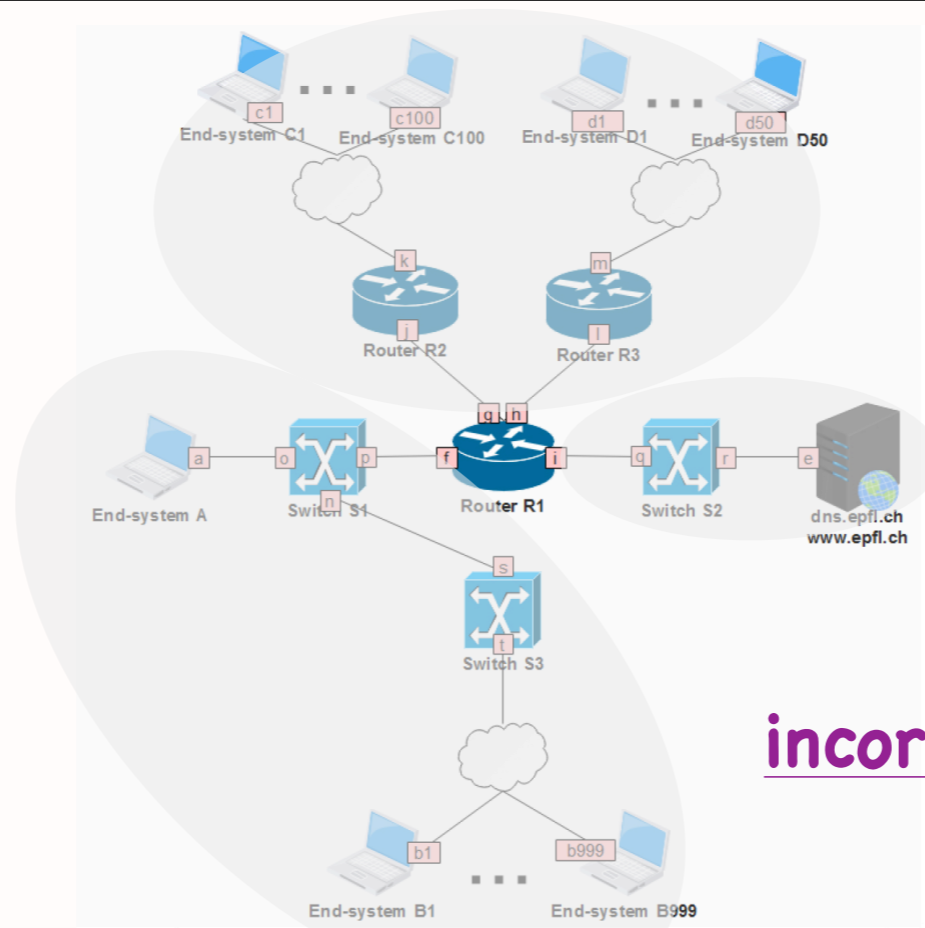 c1
c100
d1
d50
End-system C1
End-system C100
End-system D1
End-system D50
k
m
j
l
Router R2
Router R3
g
h
a
o
p
f
i
q
r
e
End-system A
n
Switch S1
Router R1
Switch S2
dns.epfl.ch
www.epfl.ch
s
t
Switch S3
incor
b1
b999
End-system B1
End-system B999